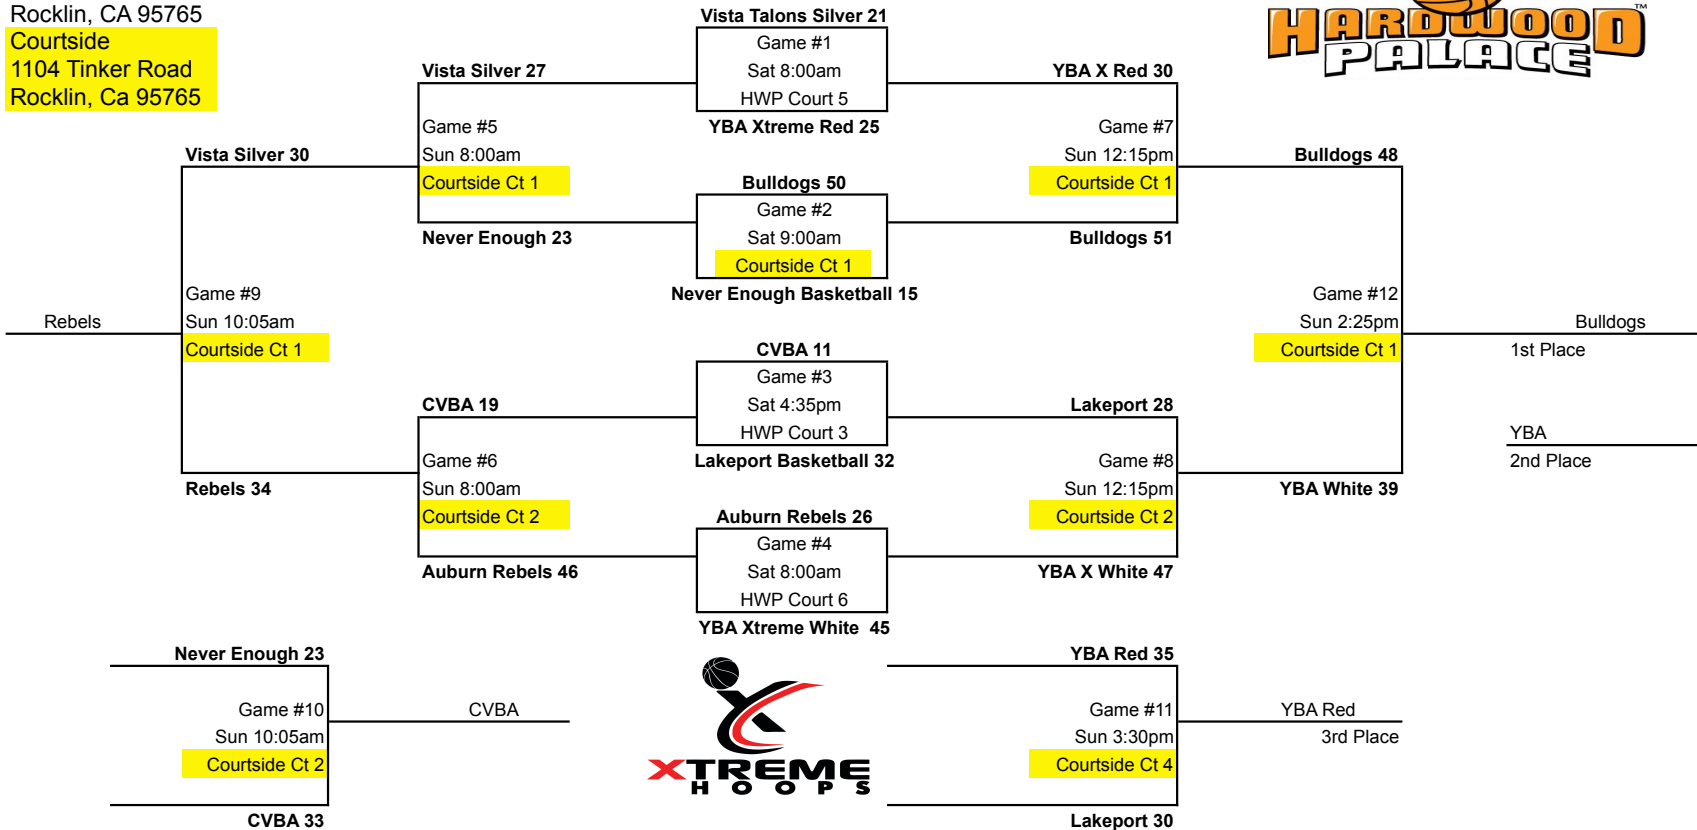 Rocklin, CA 95765
Courtside
1104 Tinker Road
Rocklin, Ca 95765
HARDWOOD™
PALACE
Vista Talons Silver 21
Game #1
Sat 8:00am
HWP Court 5
YBA Xtreme Red 25
Vista Silver 27
Game #5
Sun 8:00am
Courtside Ct 1
Never Enough 23
YBA X Red 30
Game #7
Sun 12:15pm
Courtside Ct 1
Bulldogs 51
Bulldogs 50
Game #2
Sat 9:00am
Courtside Ct 1
Never Enough Basketball 15
Vista Silver 30
Game #9
Sun 10:05am
Courtside Ct 1
Rebels 34
Rebels
Bulldogs 48
Game #12
Sun 2:25pm
Courtside Ct 1
YBA White 39
Bulldogs
1st Place
YBA
2nd Place
CVBA 11
Game #3
Sat 4:35pm
HWP Court 3
Lakeport Basketball 32
CVBA 19
Game #6
Sun 8:00am
Courtside Ct 2
Auburn Rebels 46
Lakeport 28
Game #8
Sun 12:15pm
Courtside Ct 2
YBA X White 47
Auburn Rebels 26
Game #4
Sat 8:00am
HWP Court 6
YBA Xtreme White  45
Never Enough 23
Game #10
Sun 10:05am
Courtside Ct 2
CVBA 33
CVBA
XTREME
HOOPS
YBA Red 35
Game #11
Sun 3:30pm
Courtside Ct 4
Lakeport 30
YBA Red
3rd Place